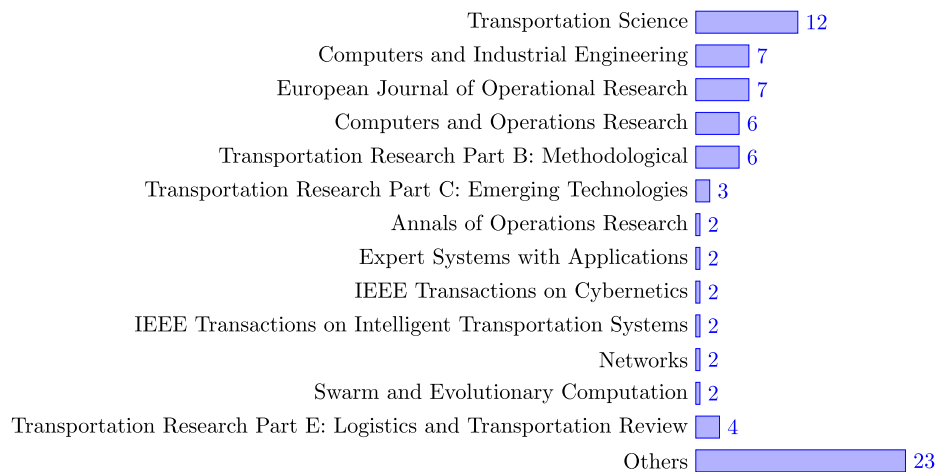 Transportation Science 12
Computers and Industrial Engineering 7
European Journal of Operational Research 7
Computers and Operations Research 6
Transportation Research Part B: Methodological 6
Transportation Research Part C: Emerging Technologies 3
Annals of Operations Research 2
Expert Systems with Applications 2
IEEE Transactions on Cybernetics 2
IEEE Transactions on Intelligent Transportation Systems 2
Networks 2
Swarm and Evolutionary Computation 2
Transportation Research Part E: Logistics and Transportation Review 4
Others 23